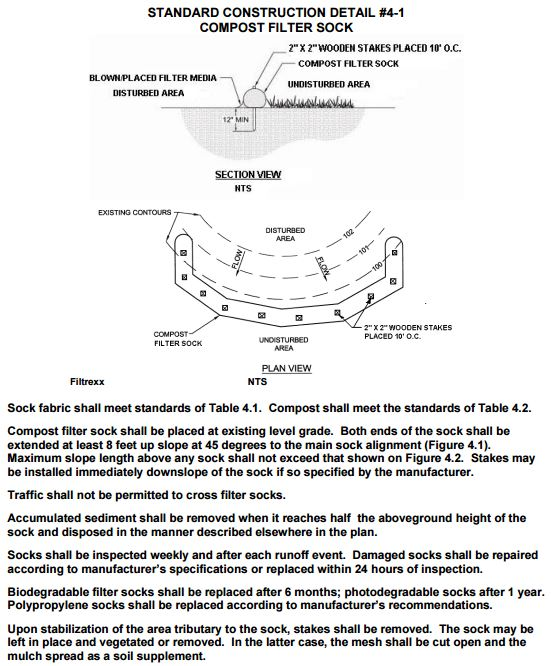 STANDARD CONSTRUCTION DETAIL #4-1
COMPOST FILTER SOCK
2" X 2" WOODEN STAKES PLACED 10' O.C.
COMPOST FILTER SOCK
BLOWN/PLACED FILTER MEDIA
UNDISTURBED AREA
DISTURBED AREA
12" MIN
SECTION VIEW
NTS
EXISTING CONTOURS
DISTURBED
AREA
102
101
100
FLOW
FLOW
2" X 2" WOODEN STAKES
PLACED 10' O.C.
COMPOST
FILTER SOCK
UNDISTURBED
AREA
PLAN VIEW
Filtrexx
NTS
Sock fabric shall meet standards of Table 4.1. Compost shall meet the standards of Table 4.2.
Compost filter sock shall be placed at existing level grade. Both ends of the sock shall be
extended at least 8 feet up slope at 45 degrees to the main sock alignment (Figure 4.1).
Maximum slope length above any sock shall not exceed that shown on Figure 4.2. Stakes may
be installed immediately downslope of the sock if so specified by the manufacturer.
Traffic shall not be permitted to cross filter socks.
Accumulated sediment shall be removed when it reaches half the aboveground height of the
sock and disposed in the manner described elsewhere in the plan.
Socks shall be inspected weekly and after each runoff event. Damaged socks shall be repaired
according to manufacturer's specifications or replaced within 24 hours of inspection.
Biodegradable filter socks shall be replaced after 6 months; photodegradable socks after 1 year.
Polypropylene socks shall be replaced according to manufacturer's recommendations.
Upon stabilization of the area tributary to the sock, stakes shall be removed. The sock may be
left in place and vegetated or removed. In the latter case, the mesh shall be cut open and the
mulch spread as a soil supplement.